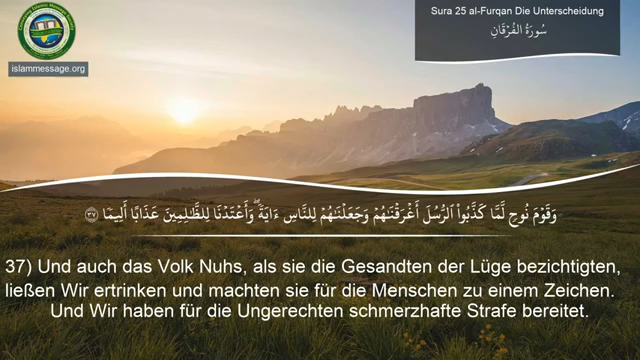 Sura 25 al-Furqan Die Unterscheidung
سُورَةُ الفُرْقَانِ
islammessage.org
وَقَوْمَ نُوحٍ لَّمَّا كَذَّبُوا۟ ٱلرُّسُلَ أَغْرَقْنَٰهُمْ وَجَعَلْنَٰهُمْ لِلنَّاسِ ءَايَةً ۖ وَأَعْتَدْنَا لِلظَّٰلِمِينَ عَذَابًا أَلِيمًا ٣٧
37) Und auch das Volk Nuhs, als sie die Gesandten der Lüge bezichtigten,
ließen Wir ertrinken und machten sie für die Menschen zu einem Zeichen.
Und Wir haben für die Ungerechten schmerzhafte Strafe bereitet.